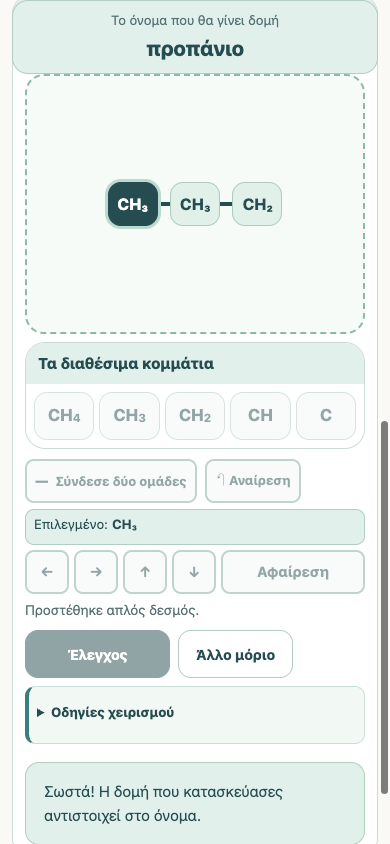 Το όνομα που θα γίνει δομή
προπάνιο
CH₃ CH₃ CH₂
Τα διαθέσιμα κομμάτια
CH₄ CH₃ CH₂ CH C
— Σύνδεσε δύο ομάδες Αναίρεση
Επιλεγμένο: CH₃
← → ↑ ↓ Αφαίρεση
Προστέθηκε απλός δεσμός.
Έλεγχος Άλλο μόριο
▶ Οδηγίες χειρισμού
Σωστά! Η δομή που κατασκεύασες
αντιστοιχεί στο όνομα.